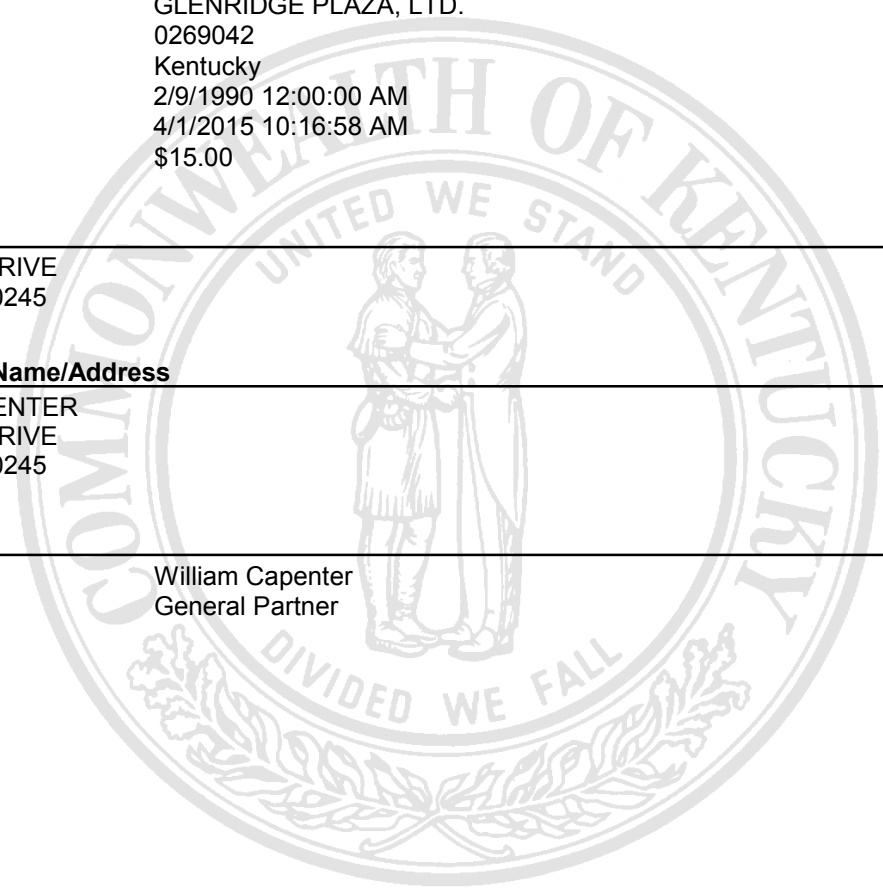 GLENRIDGE PLAZA, LTD.
0269042
Kentucky
2/9/1990 12:00:00 AM
4/1/2015 10:16:58 AM
$15.00
RIVE
0245
Name/Address
ENTER
RIVE
0245
William Capenter
General Partner
COMMONWEALTH OF KENTUCKY
UNITED WE STAND
DIVIDED WE FALL